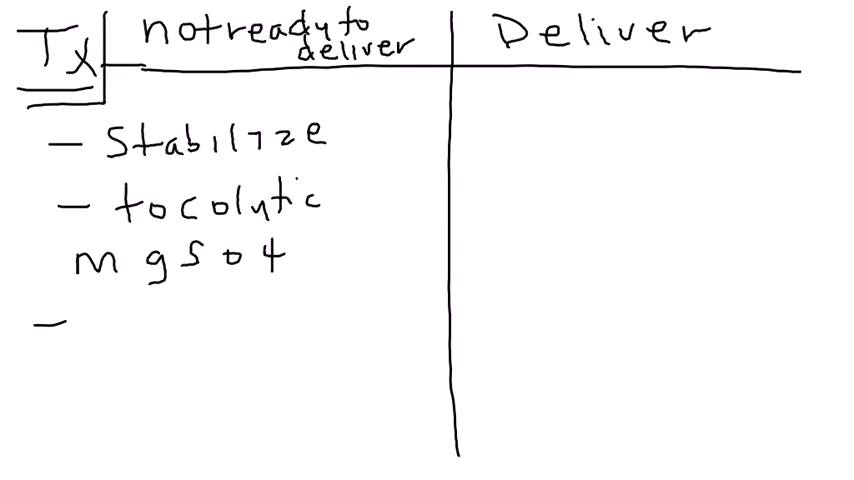 Tx
not ready to
deliver
Deliver
- Stabilize
- tocolytic
mgso4
-